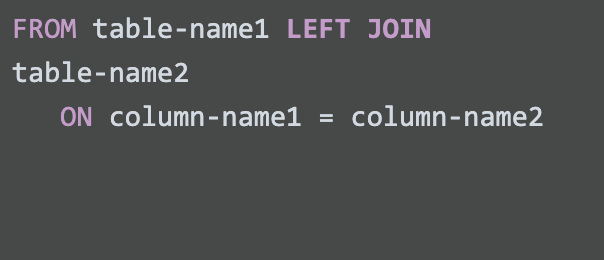 FROM table-name1 LEFT JOIN
table-name2
   ON column-name1 = column-name2